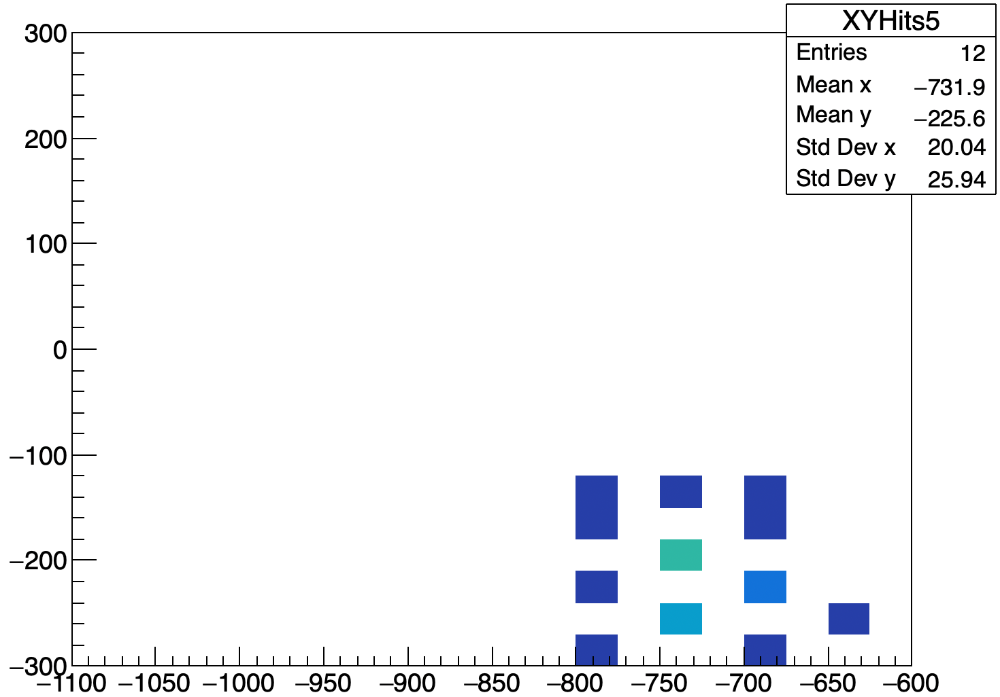 XYHits5
Entries 12
Mean x −731.9
Mean y −225.6
Std Dev x 20.04
Std Dev y 25.94
300
200
100
0
−100
−200
−300
−1100 −1050 −1000 −950 −900 −850 −800 −750 −700 −650 −600